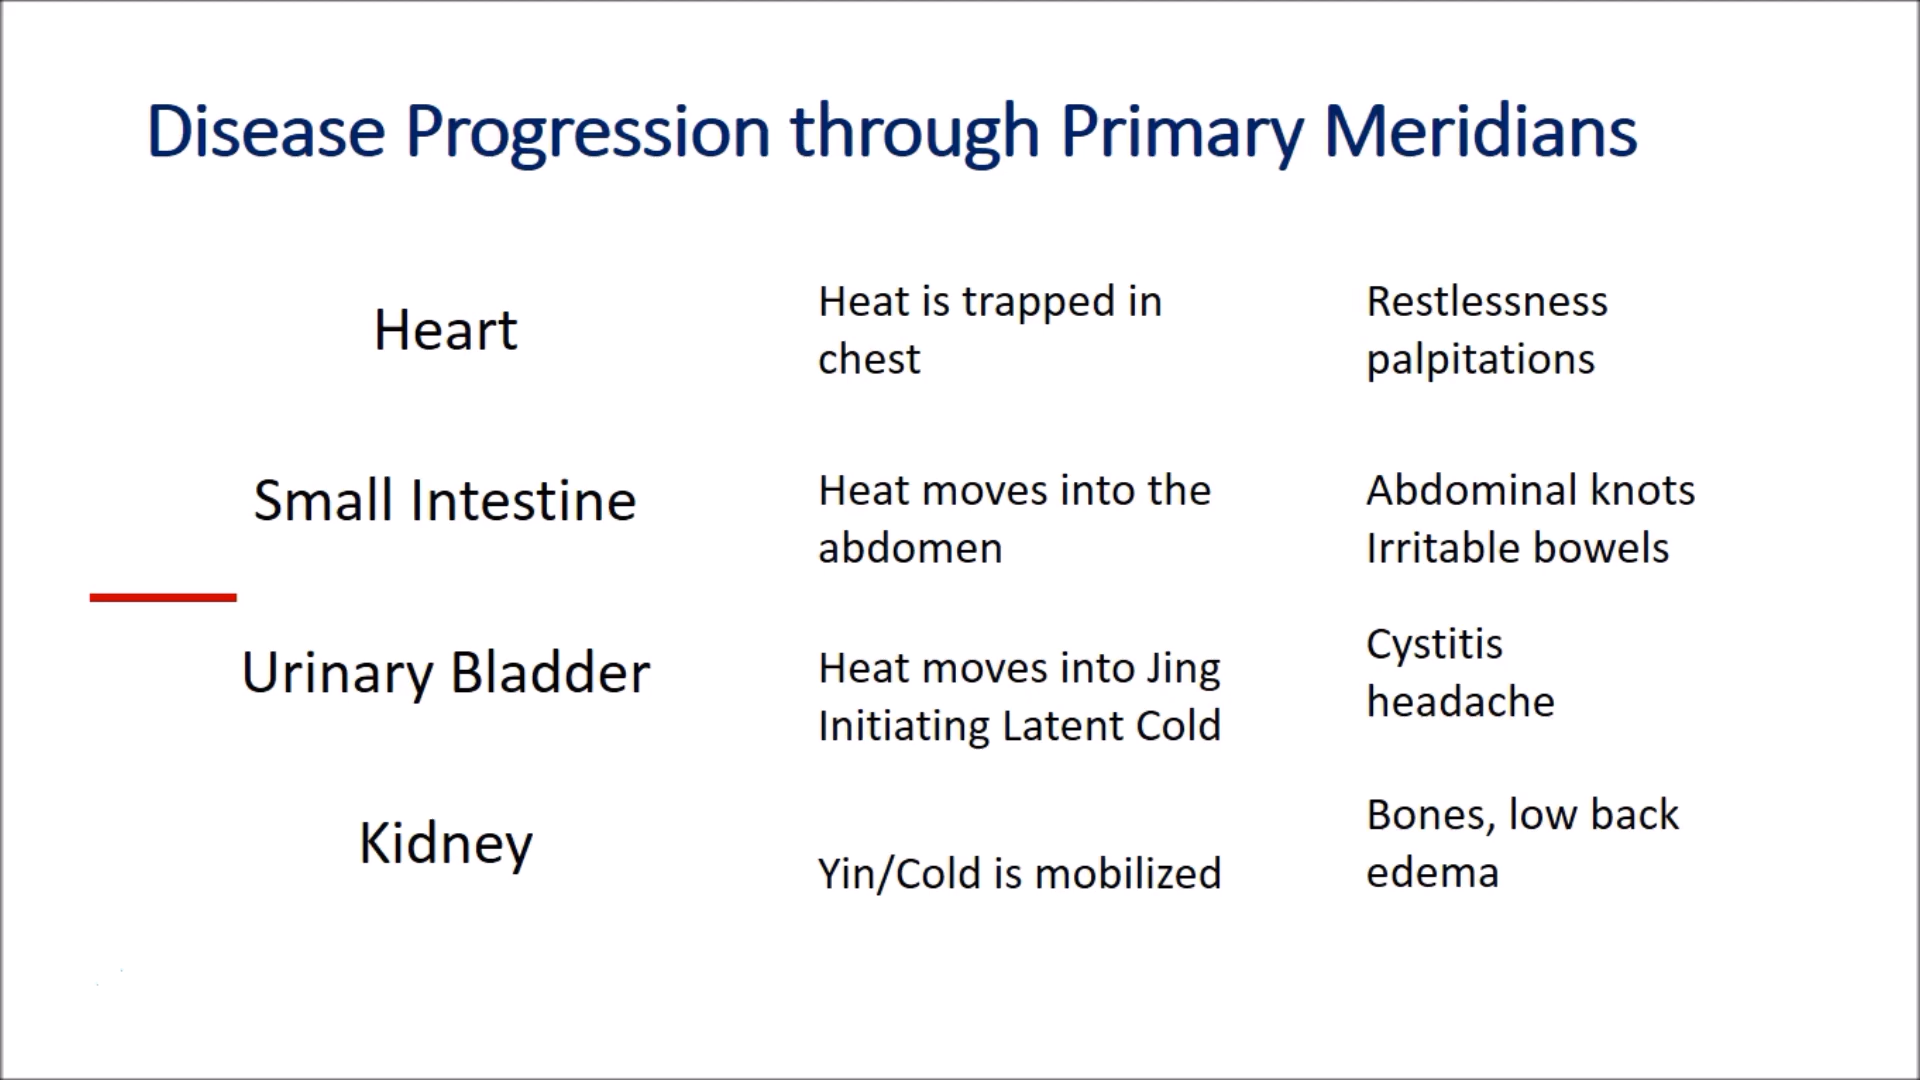 Disease Progression through Primary Meridians
Heart
Heat is trapped in
chest
Restlessness
palpitations
Small Intestine
Heat moves into the
abdomen
Abdominal knots
Irritable bowels
Urinary Bladder
Heat moves into Jing
Initiating Latent Cold
Cystitis
headache
Kidney
Yin/Cold is mobilized
Bones, low back
edema